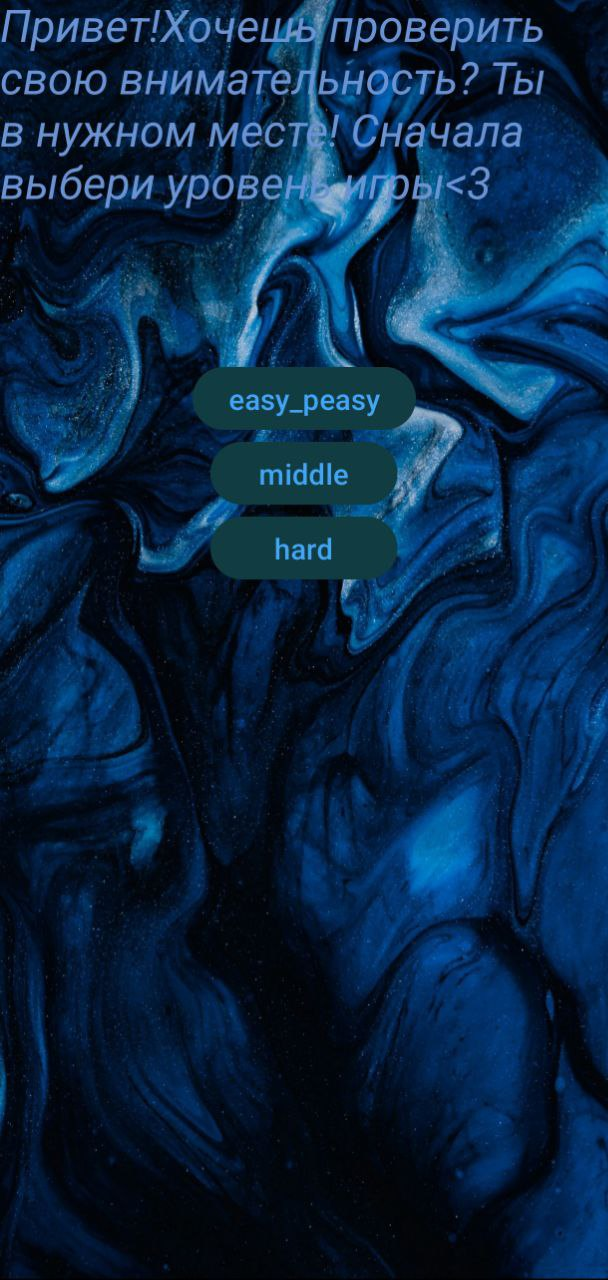 Привет!Хочешь проверить
свою внимательность? Ты
в нужном месте! Сначала
выбери уровень игры<3
easy_peasy
middle
hard